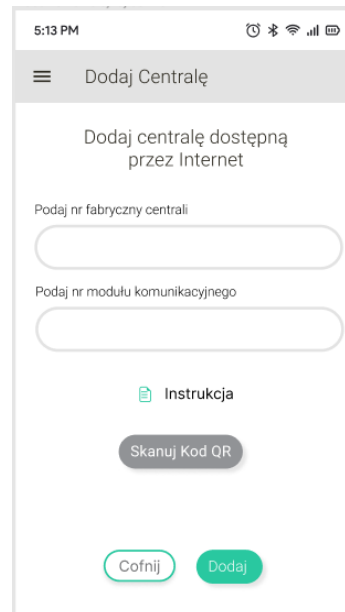 5:13 PM
Dodaj Centralę
Dodaj centralę dostępną
przez Internet
Podaj nr fabryczny centrali
Podaj nr modułu komunikacyjnego
Instrukcja
Skanuj Kod QR
Cofnij
Dodaj